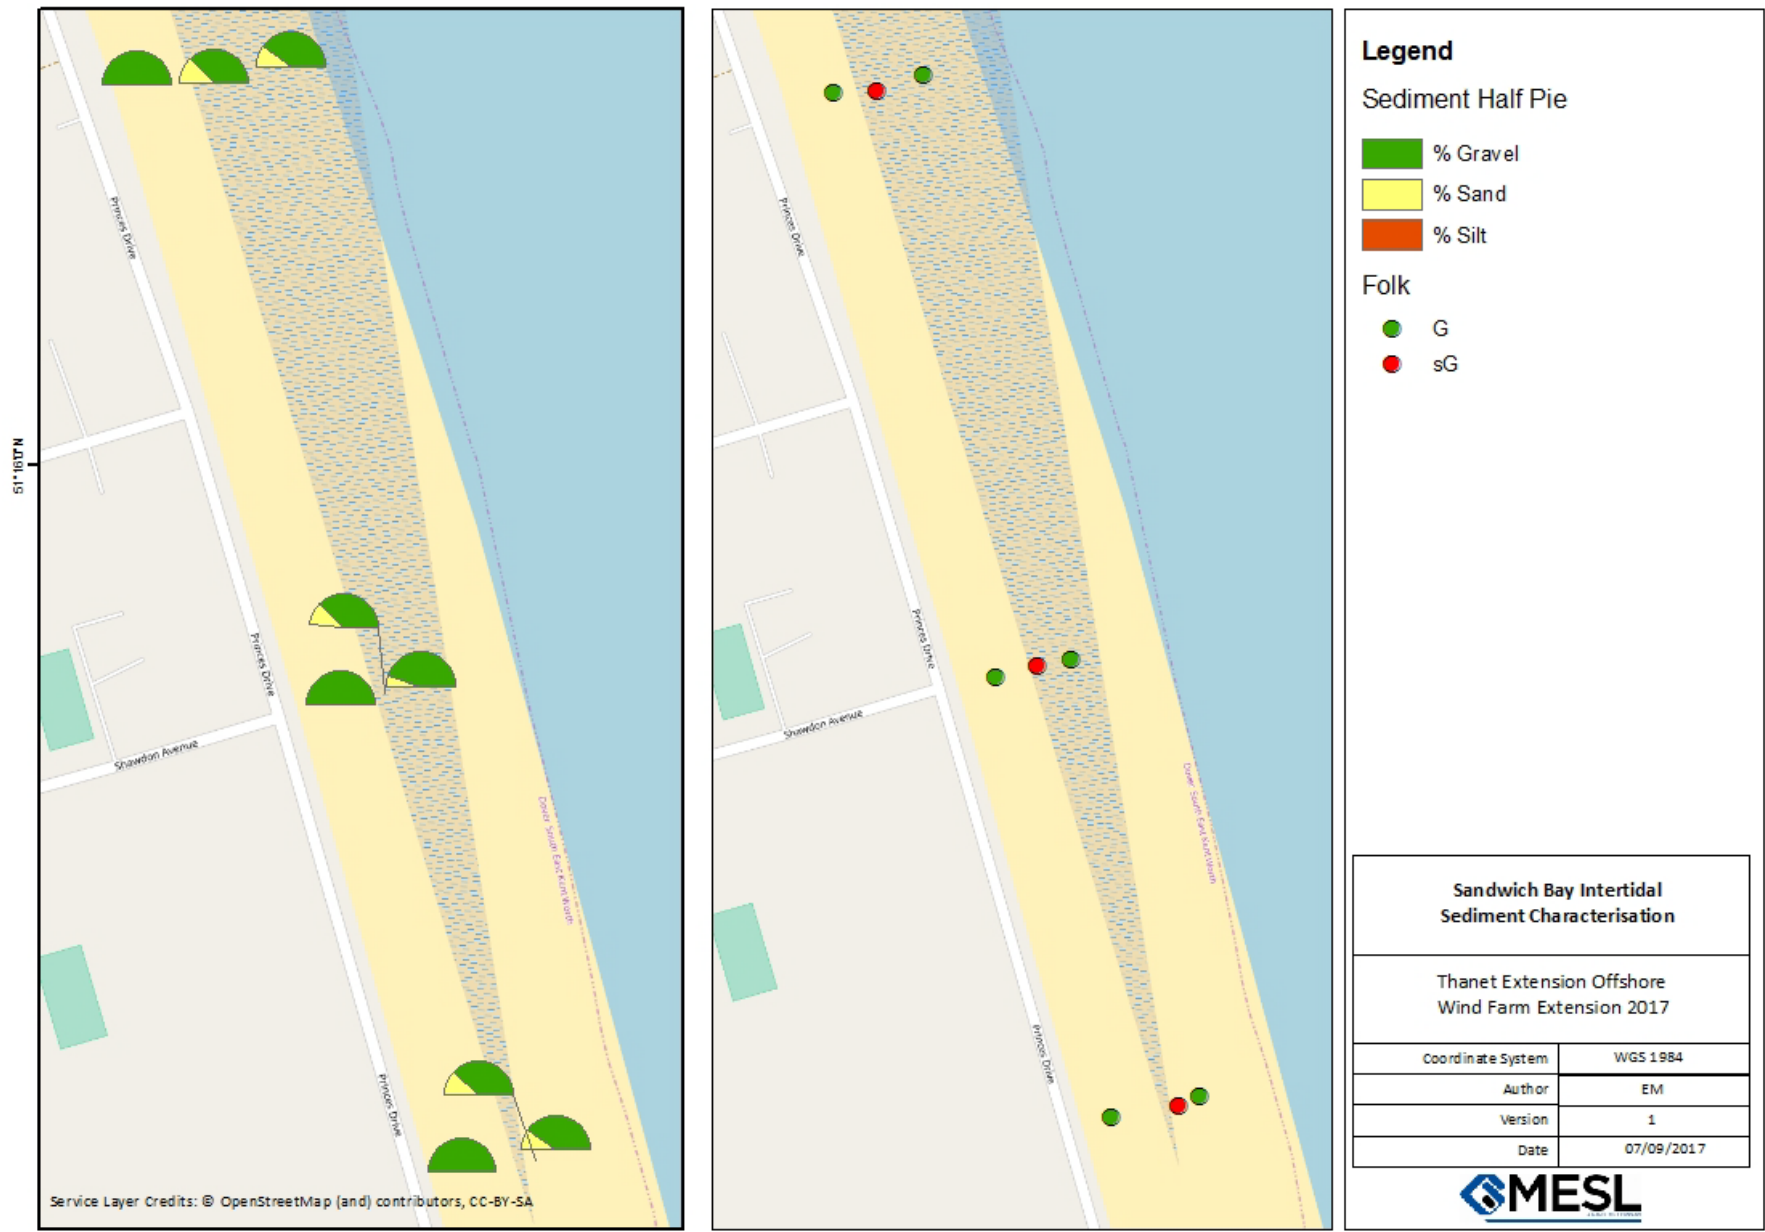 51°16'17"N
Princes Drive
Princes Drive
Shawdon Avenue
Dover South East Kent Worth
Princes Drive
Service Layer Credits: © OpenStreetMap (and) contributors, CC-BY-SA
Princes Drive
Princes Drive
Shawdon Avenue
Dover South East Kent Worth
Princes Drive
Legend
Sediment Half Pie
% Gravel
% Sand
% Silt
Folk
G
sG
Sandwich Bay Intertidal
Sediment Characterisation
Thanet Extension Offshore
Wind Farm Extension 2017
Coordinate System WGS 1984
Author EM
Version 1
Date 07/09/2017
MESL